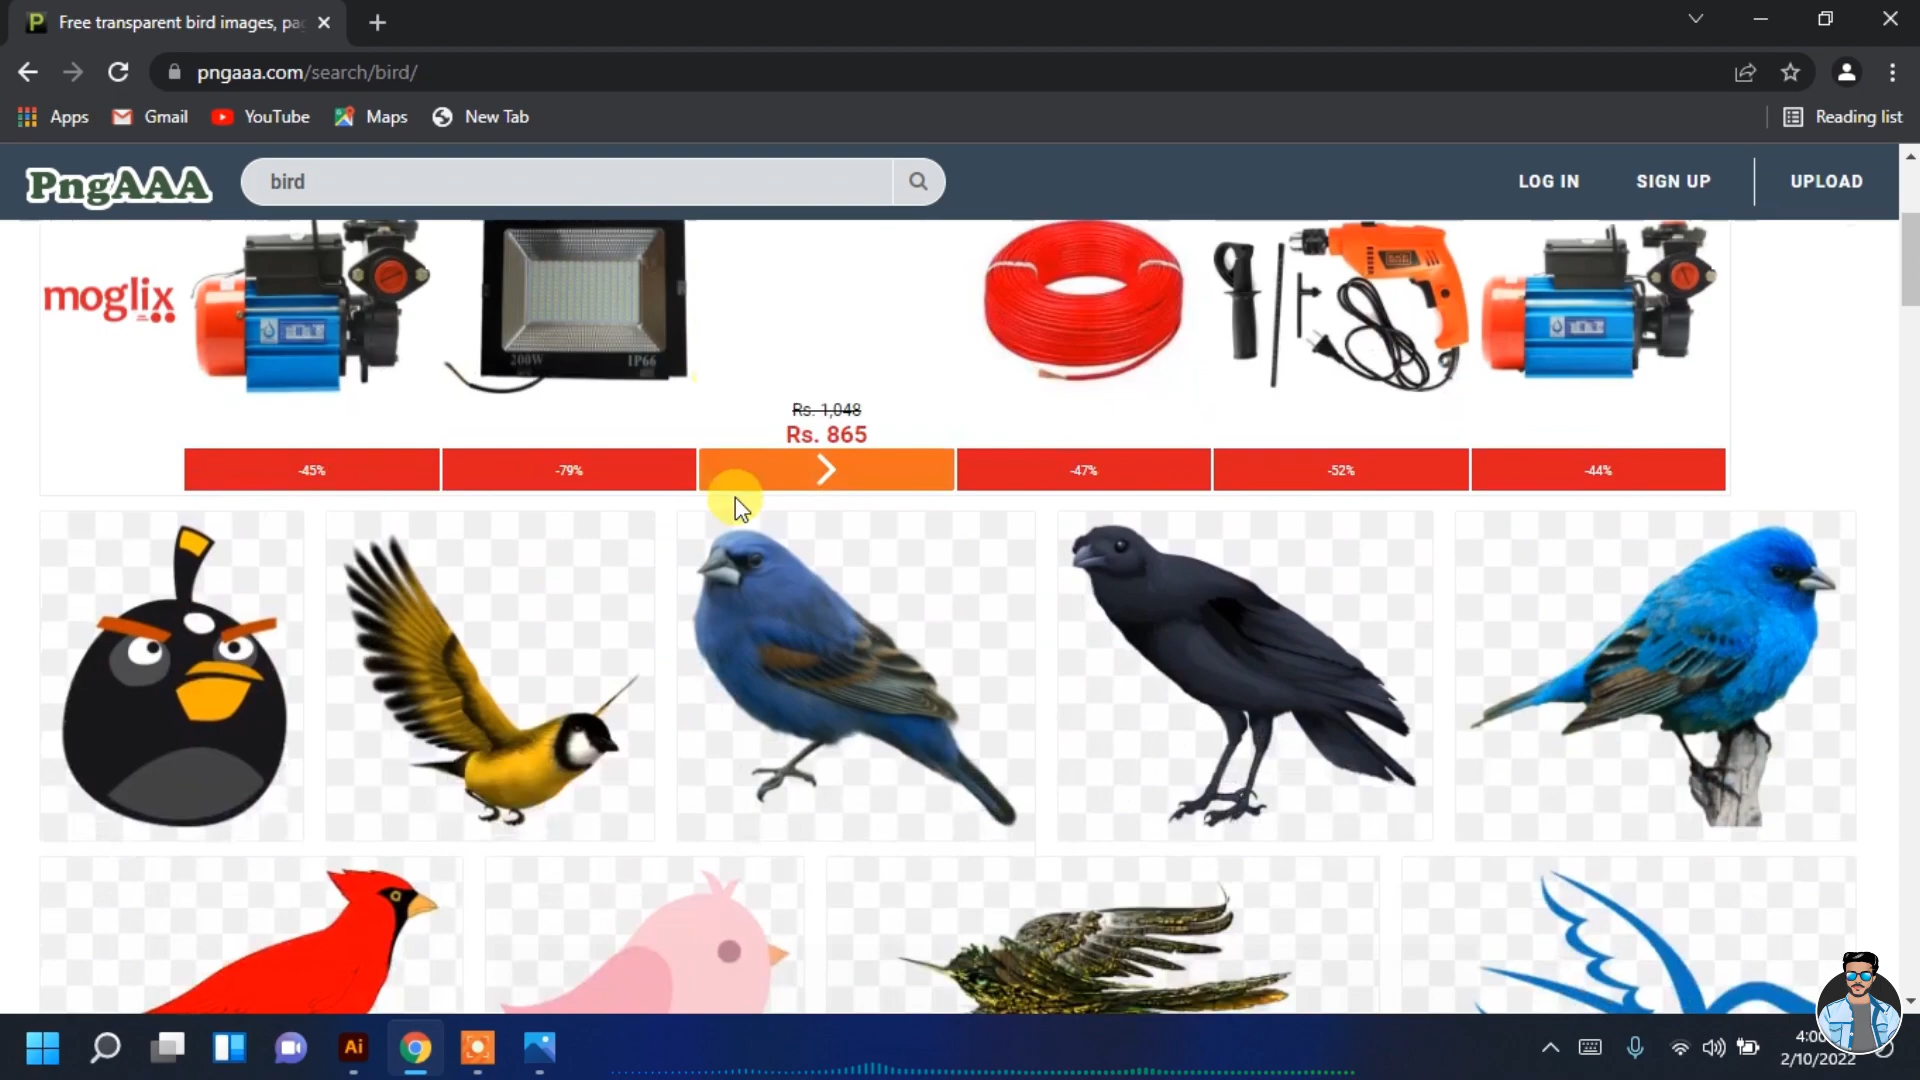 Free transparent bird images, pa
pngaaa.com/search/bird/
Apps
Gmail
YouTube
Maps
New Tab
Reading list
PngAAA
bird
LOG IN
SIGN UP
UPLOAD
moglix
200W
IP66
Rs. 1,048
Rs. 865
-45%
-79%
-47%
-52%
-44%
Ai
4:00
2/10/2022